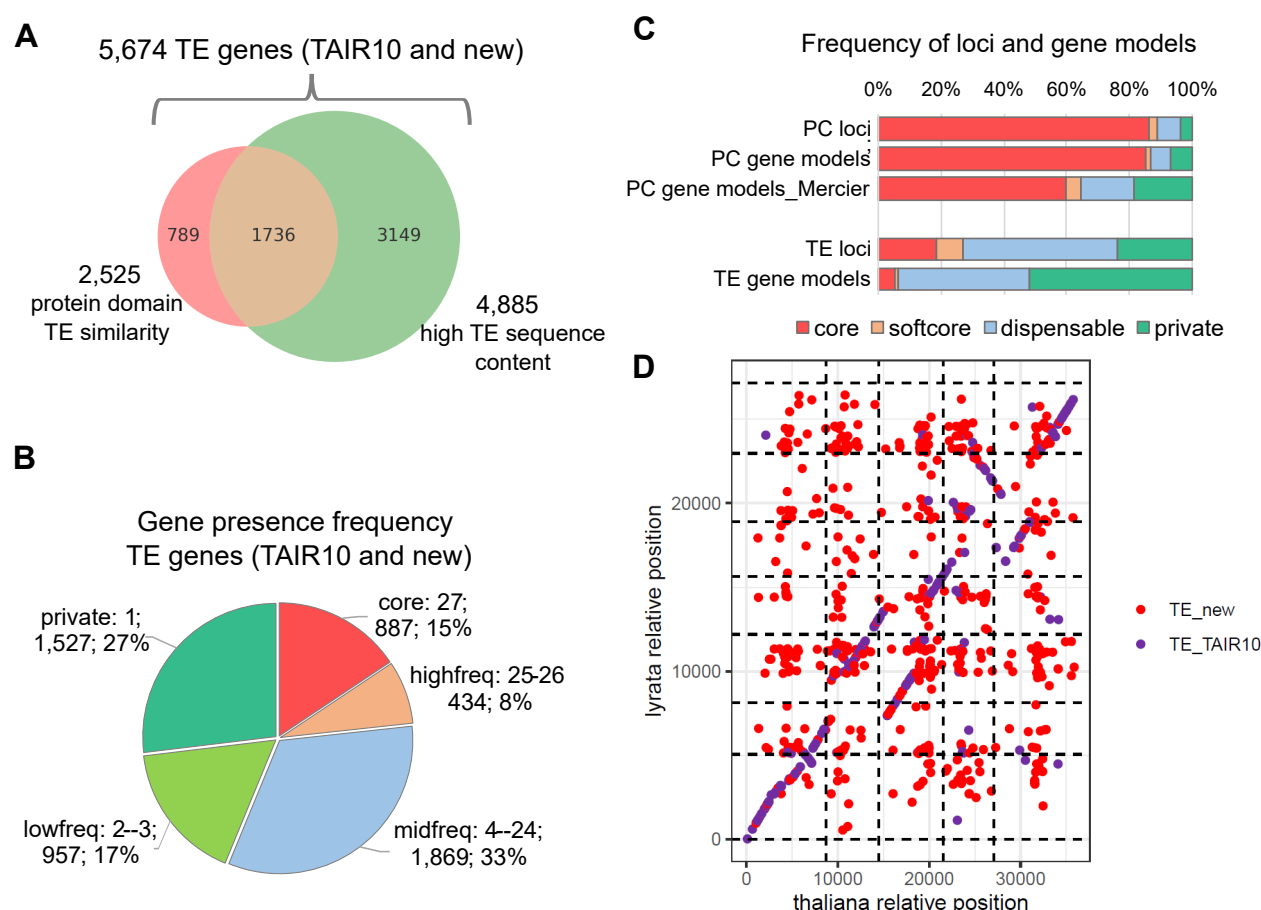 A
5,674 TE genes (TAIR10 and new)
789
1736
3149
2,525
protein domain
TE similarity
4,885
high TE sequence
content
B
Gene presence frequency
TE genes (TAIR10 and new)
private: 1;
1,527; 27%
core: 27;
887; 15%
highfreq: 25-26
434; 8%
lowfreq: 2--3;
957; 17%
midfreq: 4--24;
1,869; 33%
C
Frequency of loci and gene models
0% 20% 40% 60% 80% 100%
PC loci
PC gene models
PC gene models_Mercier
TE loci
TE gene models
core softcore dispensable private
D
lyrata relative position
20000
10000
0
0 10000 20000 30000
thaliana relative position
TE_new
TE_TAIR10